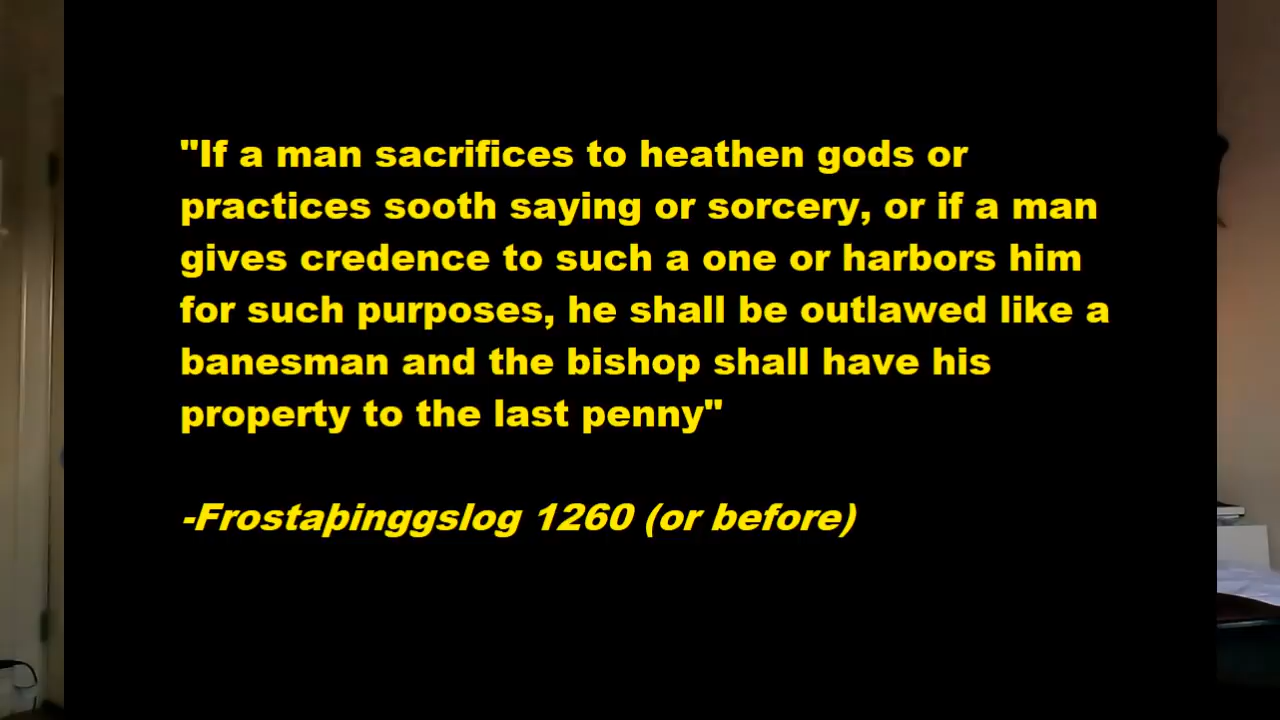 "If a man sacrifices to heathen gods or
practices sooth saying or sorcery, or if a man
gives credence to such a one or harbors him
for such purposes, he shall be outlawed like a
banesman and the bishop shall have his
property to the last penny"
-Frostaþinggslog 1260 (or before)